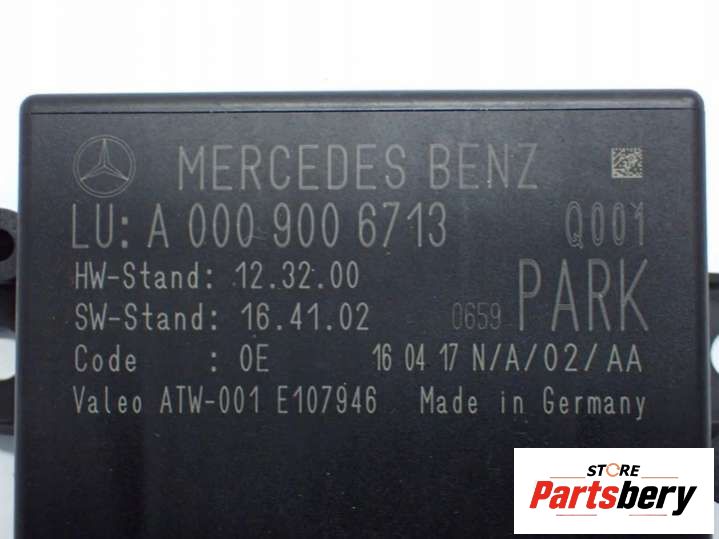 MERCEDES BENZ
LU: A 000 900 6713 Q001
HW-Stand: 12.32.00
SW-Stand: 16.41.02 0659 PARK
Code : 0E 16 04 17 N/A/02/AA
Valeo ATW-001 E107946 Made in Germany
STORE
Partsbery